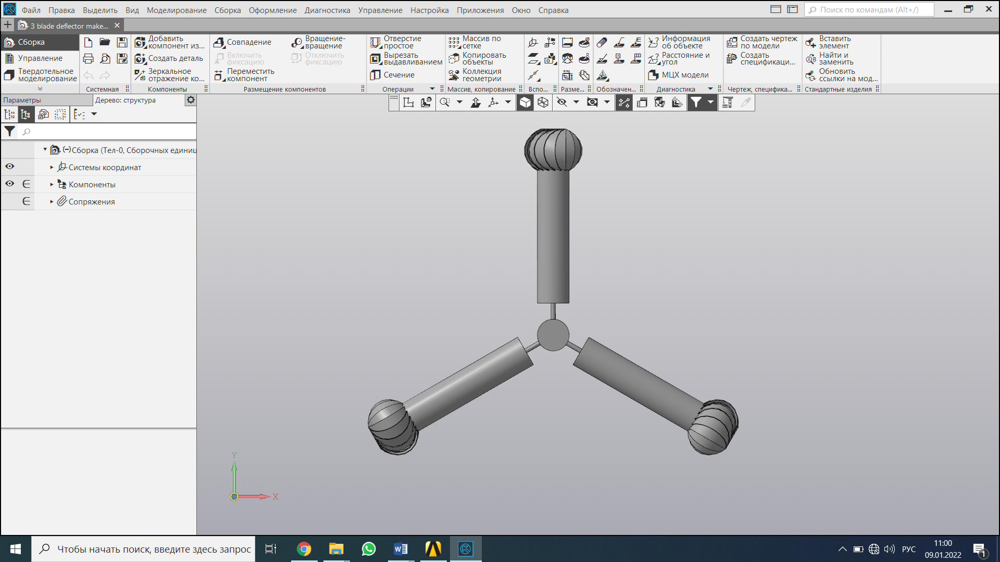 Файл Правка Выделить Вид Моделирование Сборка Оформление Диагностика Управление Настройка Приложения Окно Справка
Поиск по командам (Alt+/)
3 blade deflector make...
Сборка
Управление
Твердотельное
моделирование
Системная
Добавить
компонент из...
Создать деталь
Зеркальное
отражение ко...
Компоненты
Совпадение
Включить
фиксацию
Переместить
компонент
Вращение-
вращение
Отключить
фиксацию
Размещение компонентов
Отверстие
простое
Вырезать
выдавливанием
Сечение
Операции
Массив по
сетке
Копировать
объекты
Коллекция
геометрии
Массив, копирование
Вспо...
Разме...
Обозначен...
Информация
об объекте
Расстояние и
угол
МЦХ модели
Диагностика
Создать чертеж
по модели
Создать
спецификаци...
Чертеж, специфика...
Вставить
элемент
Найти и
заменить
Обновить
ссылки на мод...
Стандартные изделия
Параметры
Дерево: структура
(-)Сборка (Тел-0, Сборочных единиц
Системы координат
Компоненты
Сопряжения
Y
X
Чтобы начать поиск, введите здесь запрос
РУС
11:00
09.01.2022
1